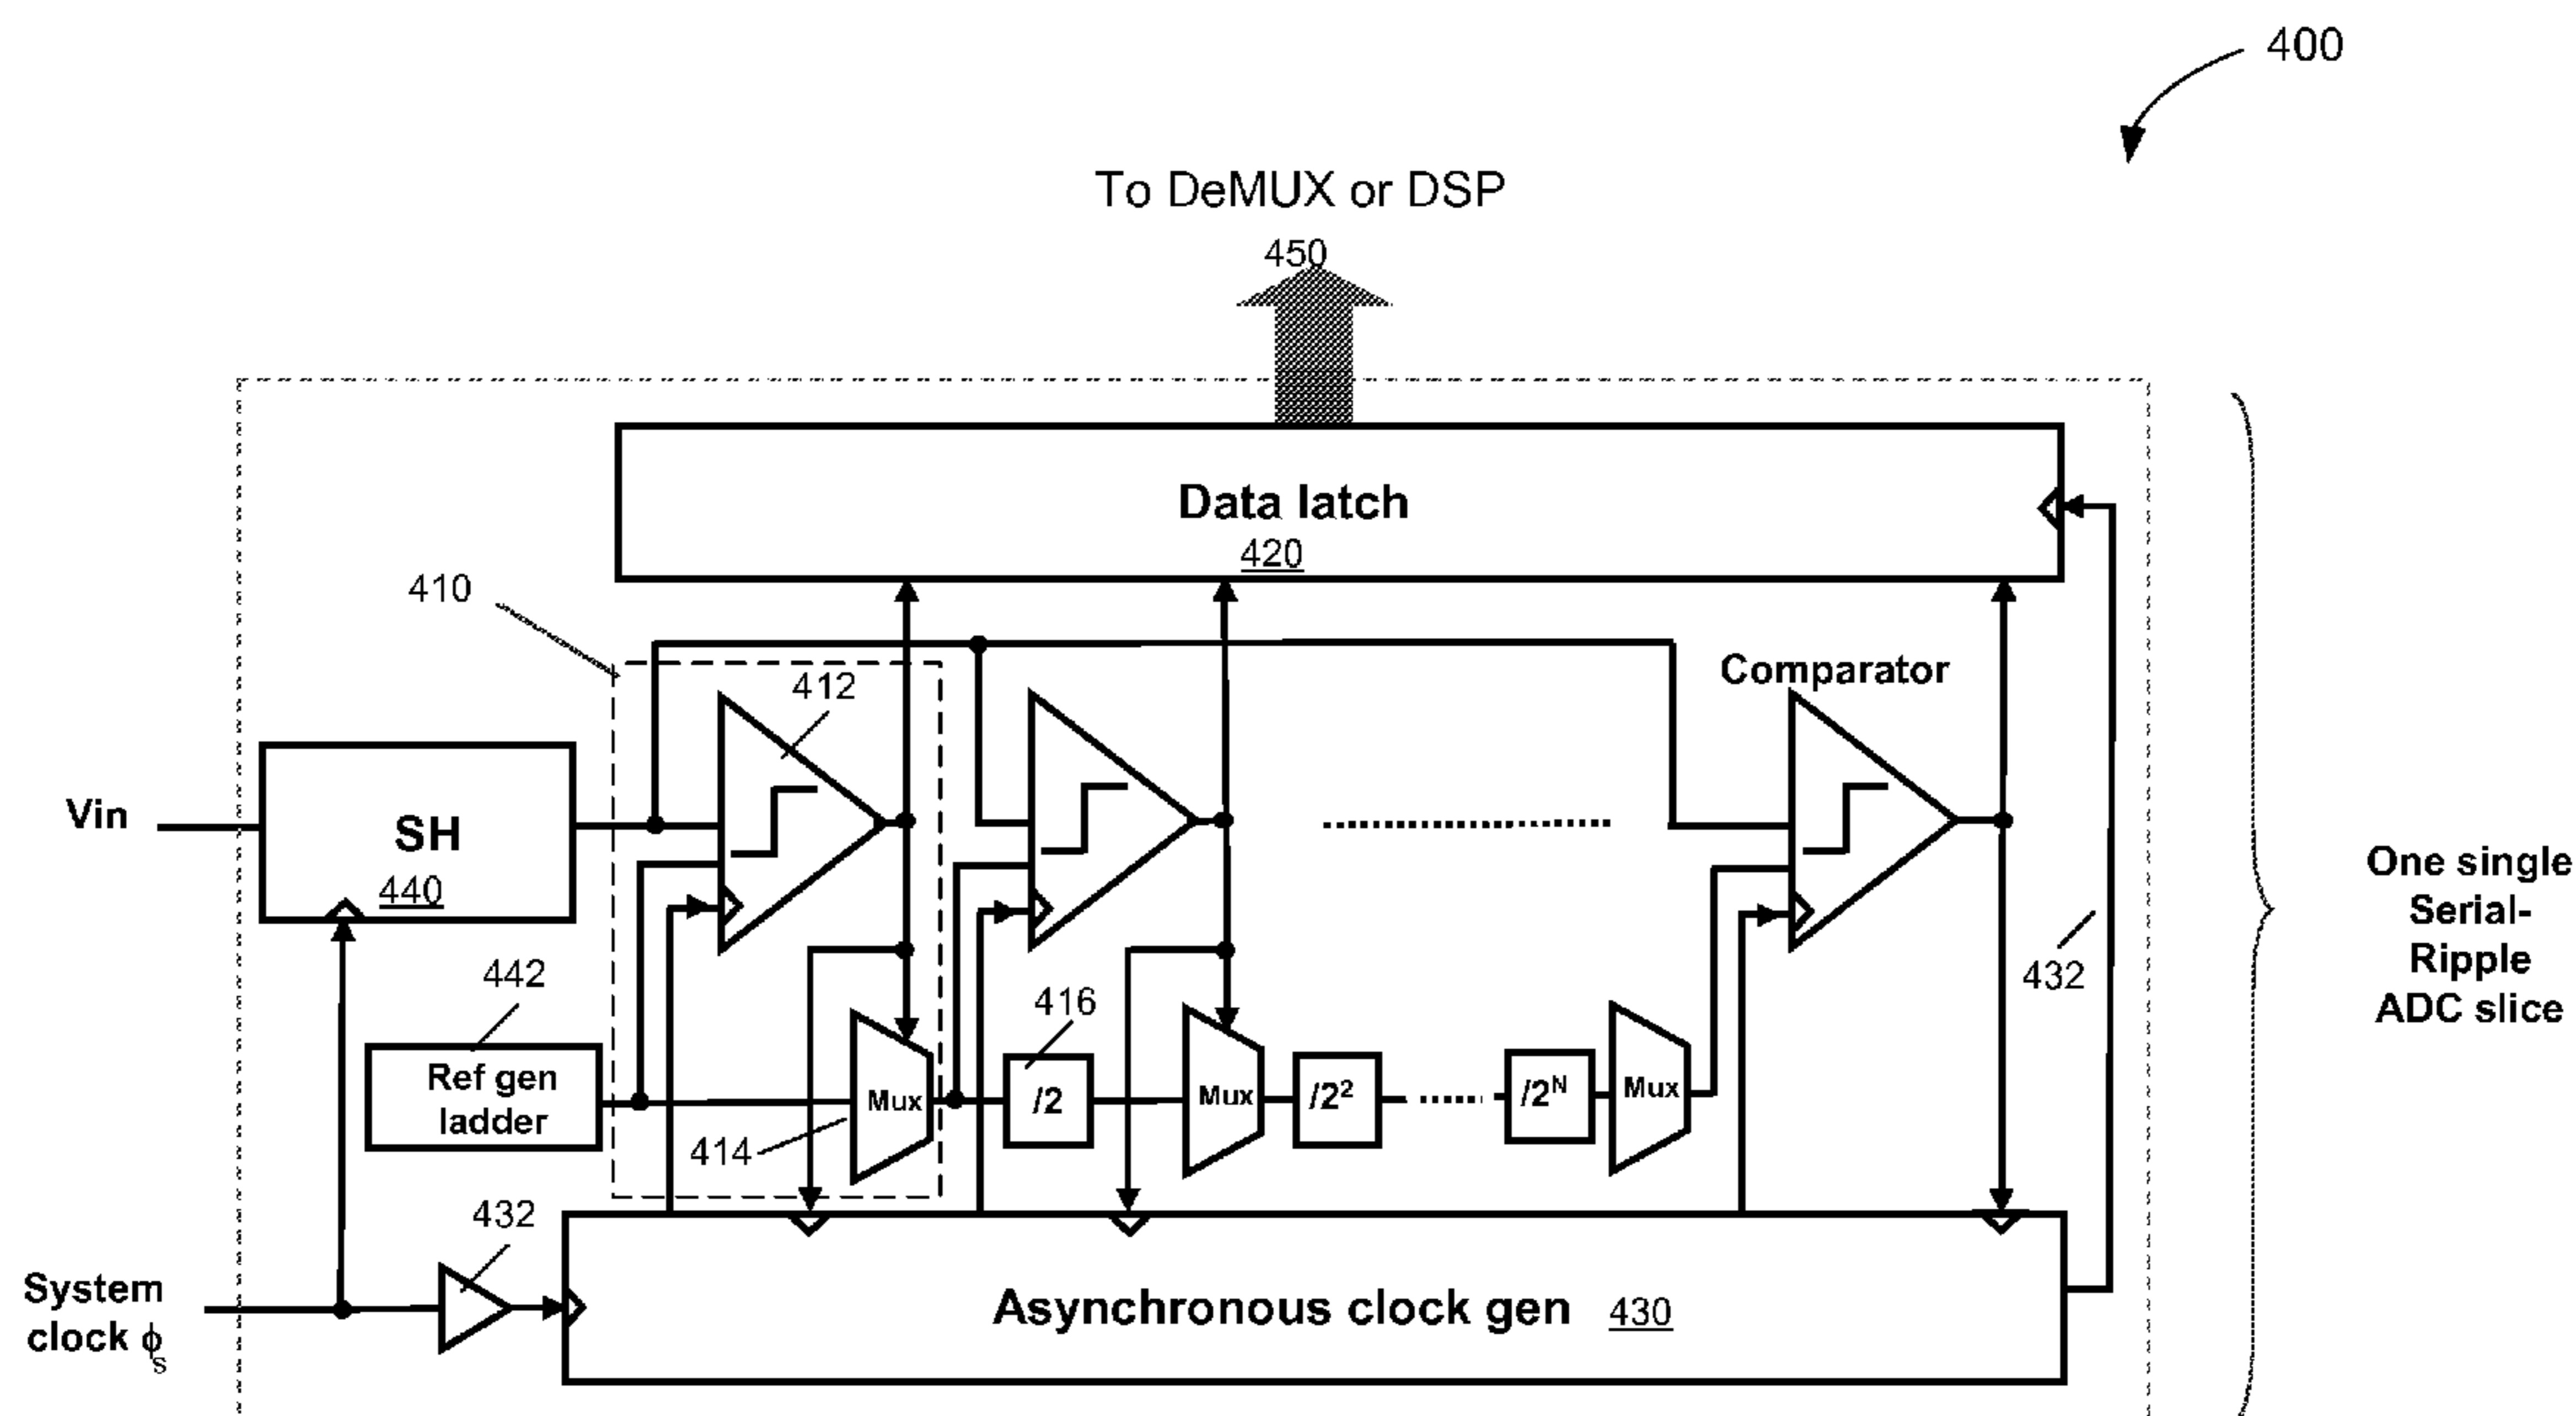 400
To DeMUX or DSP
450
Data latch
420
410
412
Comparator
Vin
SH
440
442
Ref gen
ladder
414
Mux
416
/2
Mux
/2²
/2ᴺ
Mux
432
One single
Serial-
Ripple
ADC slice
432
System
clock ϕs
Asynchronous clock gen 430